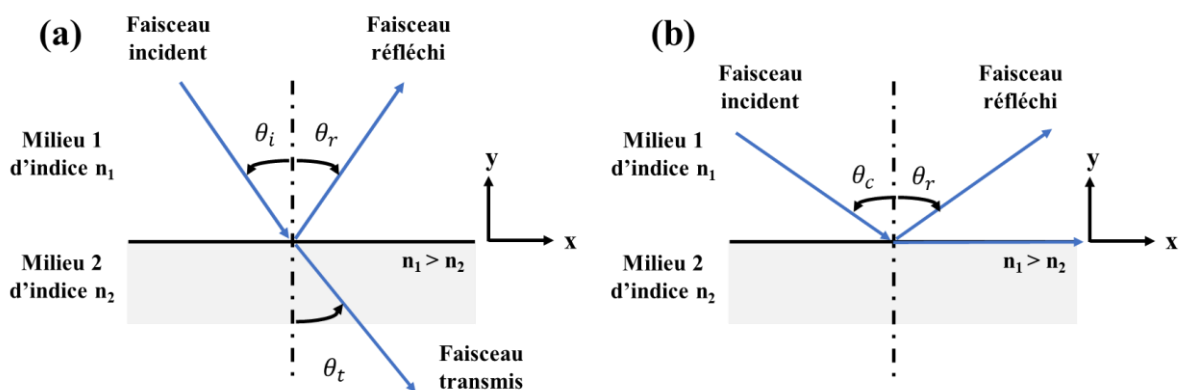 (a)
Faisceau
incident
Faisceau
réfléchi
θᵢ
θᵣ
Milieu 1
d'indice n₁
y
x
Milieu 2
d'indice n₂
n₁ > n₂
θₜ
Faisceau
transmis
(b)
Faisceau
incident
Faisceau
réfléchi
Milieu 1
d'indice n₁
θ_c
θᵣ
y
x
Milieu 2
d'indice n₂
n₁ > n₂